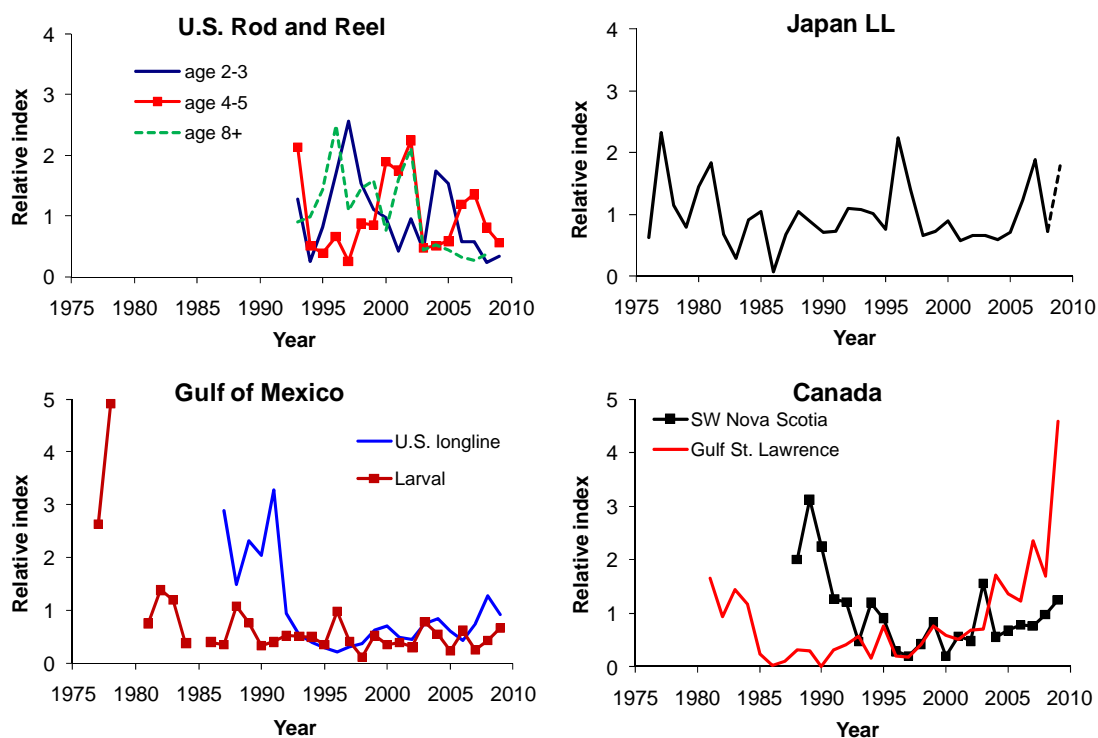 U.S. Rod and Reel
4
3
2
1
0
Relative index
age 2-3
age 4-5
age 8+
1975 1980 1985 1990 1995 2000 2005 2010
Year
Japan LL
4
3
2
1
0
Relative index
1975 1980 1985 1990 1995 2000 2005 2010
Year
Gulf of Mexico
5
4
3
2
1
0
Relative index
U.S. longline
Larval
1975 1980 1985 1990 1995 2000 2005 2010
Year
Canada
5
4
3
2
1
0
Relative index
SW Nova Scotia
Gulf St. Lawrence
1975 1980 1985 1990 1995 2000 2005 2010
Year